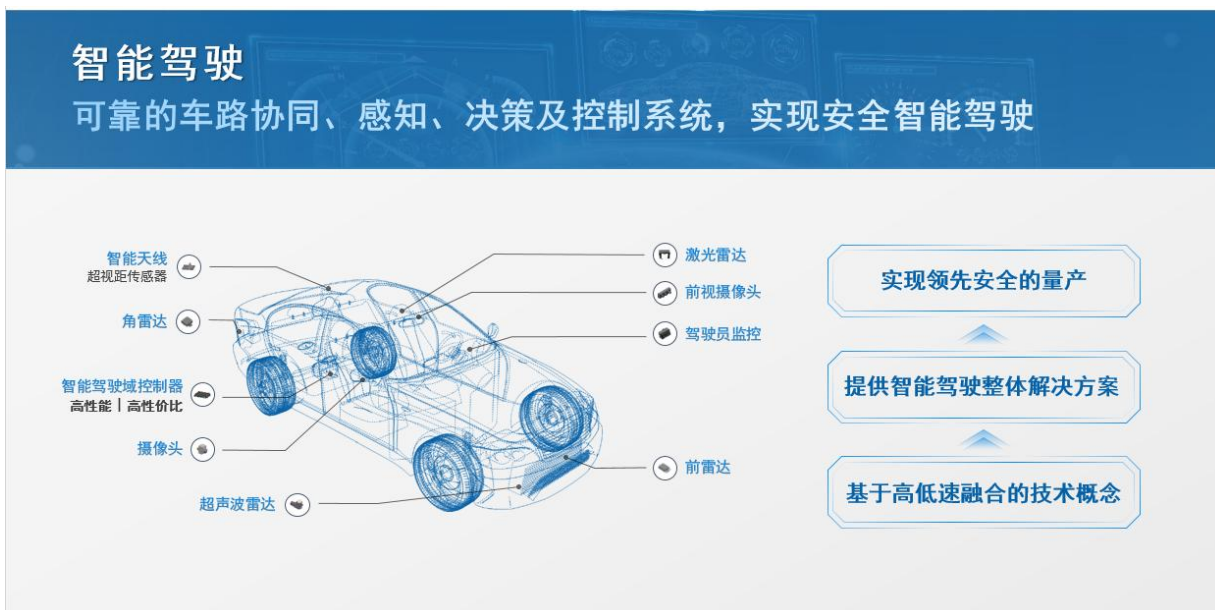 智能驾驶
可靠的车路协同、感知、决策及控制系统，实现安全智能驾驶
智能天线
超视距传感器
角雷达
智能驾驶域控制器
高性能丨高性价比
摄像头
超声波雷达
激光雷达
前视摄像头
驾驶员监控
前雷达
实现领先安全的量产
提供智能驾驶整体解决方案
基于高低速融合的技术概念